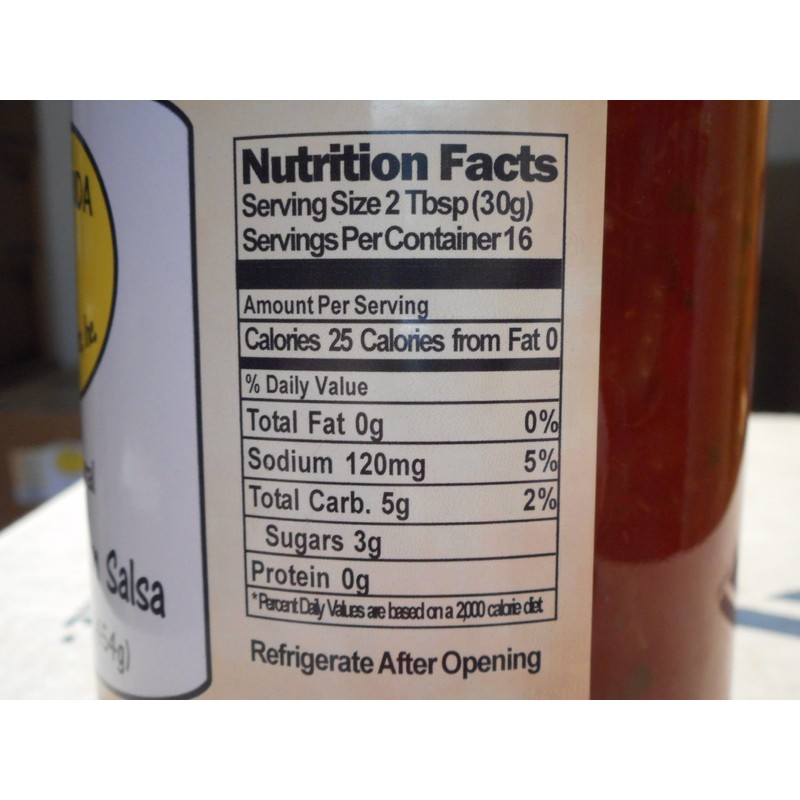 Nutrition Facts
Serving Size 2 Tbsp (30g)
Servings Per Container 16
Amount Per Serving
Calories 25 Calories from Fat 0
% Daily Value
Total Fat 0g 0%
Sodium 120mg 5%
Total Carb. 5g 2%
Sugars 3g
Protein 0g
*Percent Daily Values are based on a 2,000 calorie diet
Refrigerate After Opening
Salsa